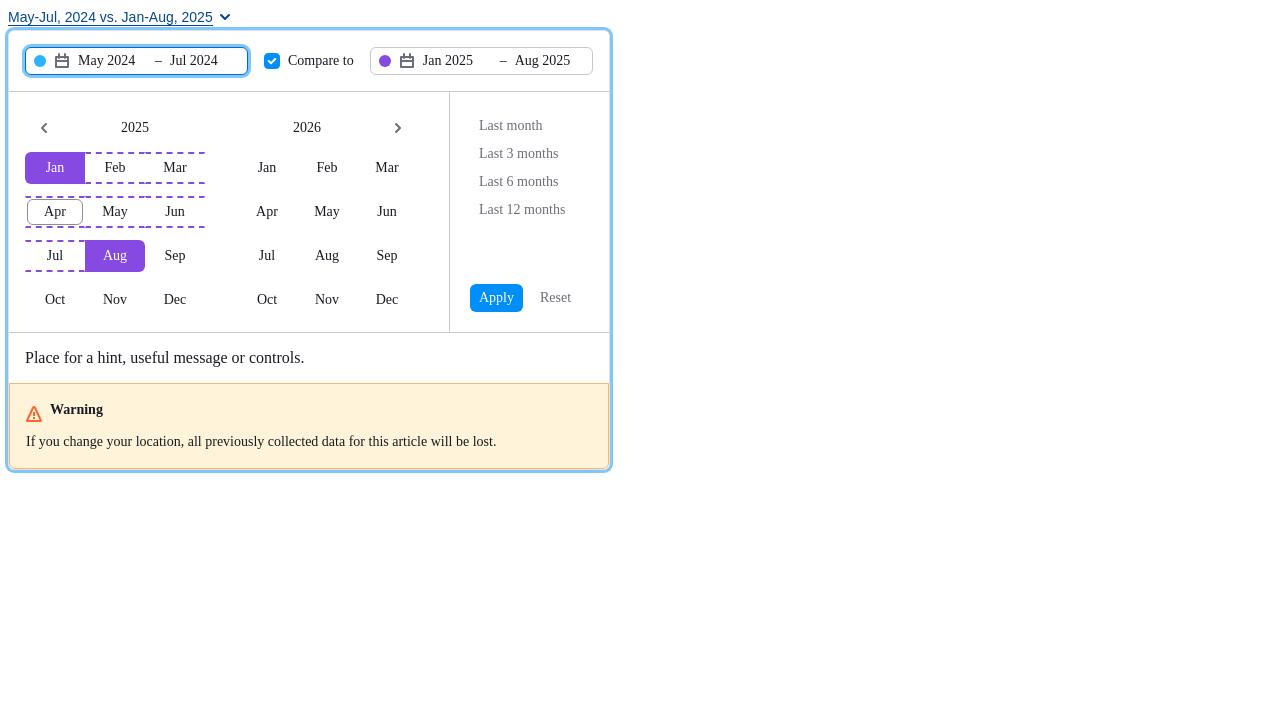 May-Jul, 2024 vs. Jan-Aug, 2025
May 2024 – Jul 2024 Compare to Jan 2025 – Aug 2025
2025 2026
Jan Feb Mar Jan Feb Mar
Apr May Jun Apr May Jun
Jul Aug Sep Jul Aug Sep
Oct Nov Dec Oct Nov Dec
Last month
Last 3 months
Last 6 months
Last 12 months
Apply Reset
Place for a hint, useful message or controls.
Warning
If you change your location, all previously collected data for this article will be lost.